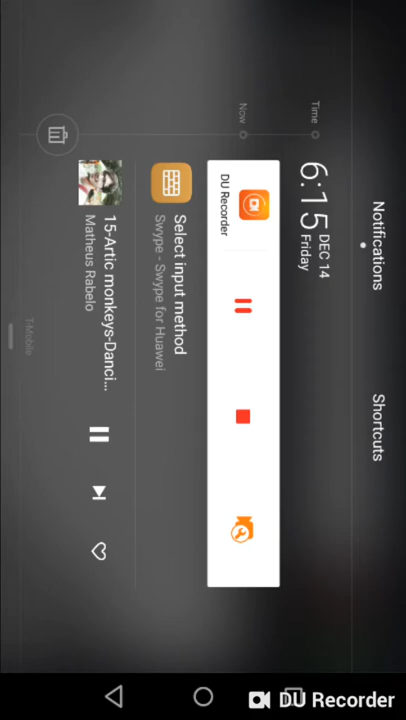 Notifications
Shortcuts
Time
6:15
DEC 14
Friday
Now
DU Recorder
Select input method
Swype - Swype for Huawei
15-Artic monkeys-Danci...
Matheus Rabelo
T-Mobile
DU Recorder